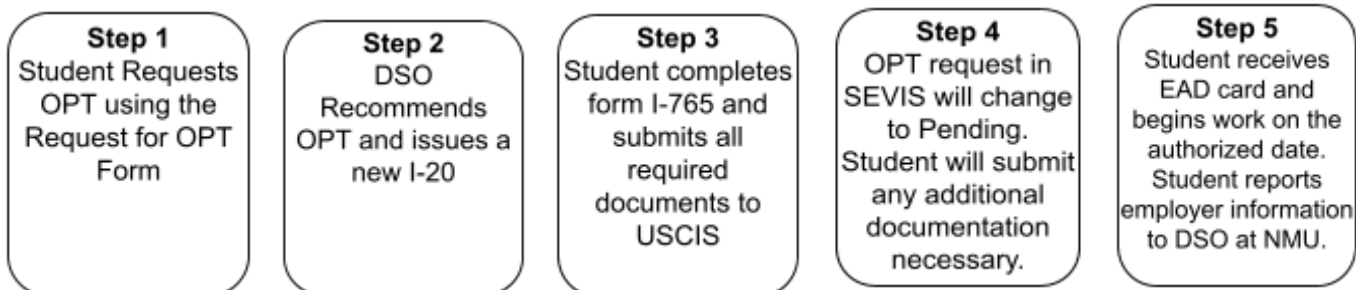 Step 1
Student Requests
OPT using the
Request for OPT
Form
Step 2
DSO
Recommends
OPT and issues a
new I-20
Step 3
Student completes
form I-765 and
submits all
required
documents to
USCIS
Step 4
OPT request in
SEVIS will change
to Pending.
Student will submit
any additional
documentation
necessary.
Step 5
Student receives
EAD card and
begins work on the
authorized date.
Student reports
employer information
to DSO at NMU.